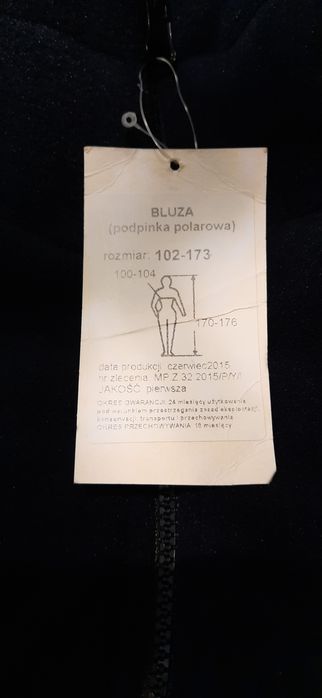 BLUZA
(podpinka polarowa)
rozmiar: 102-173
100-104
170-176
data produkcji: czerwiec2015
nr zlecenia: MP.Z.32.2015/P/Y/I
JAKOŚĆ: pierwsza
OKRES GWARANCJI: 24 miesięcy użytkowania
pod warunkiem przestrzegania zasad eksploatacji,
konserwacji, transportu i przechowywania
OKRES PRZECHOWYWANIA: 18 miesięcy